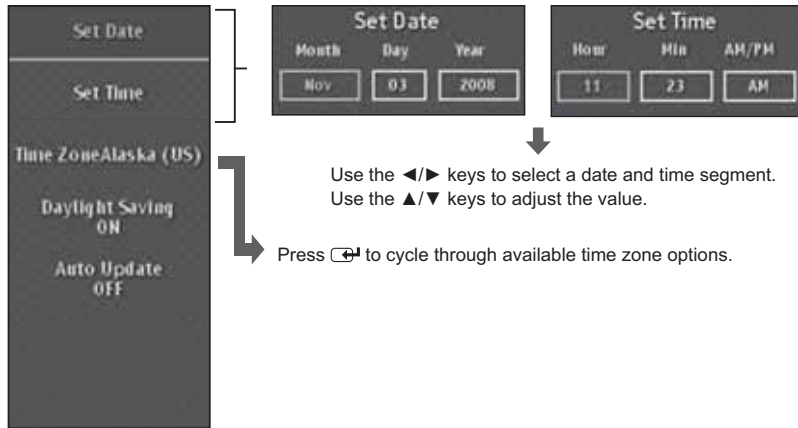 Set Date
Set Time
Time ZoneAlaska (US)
Daylight Saving
ON
Auto Update
OFF
Set Date
Month Day Year
Nov 03 2008
Set Time
Hour Min AM/PM
11 23 AM
Use the ◄/► keys to select a date and time segment.
Use the ▲/▼ keys to adjust the value.
Press to cycle through available time zone options.